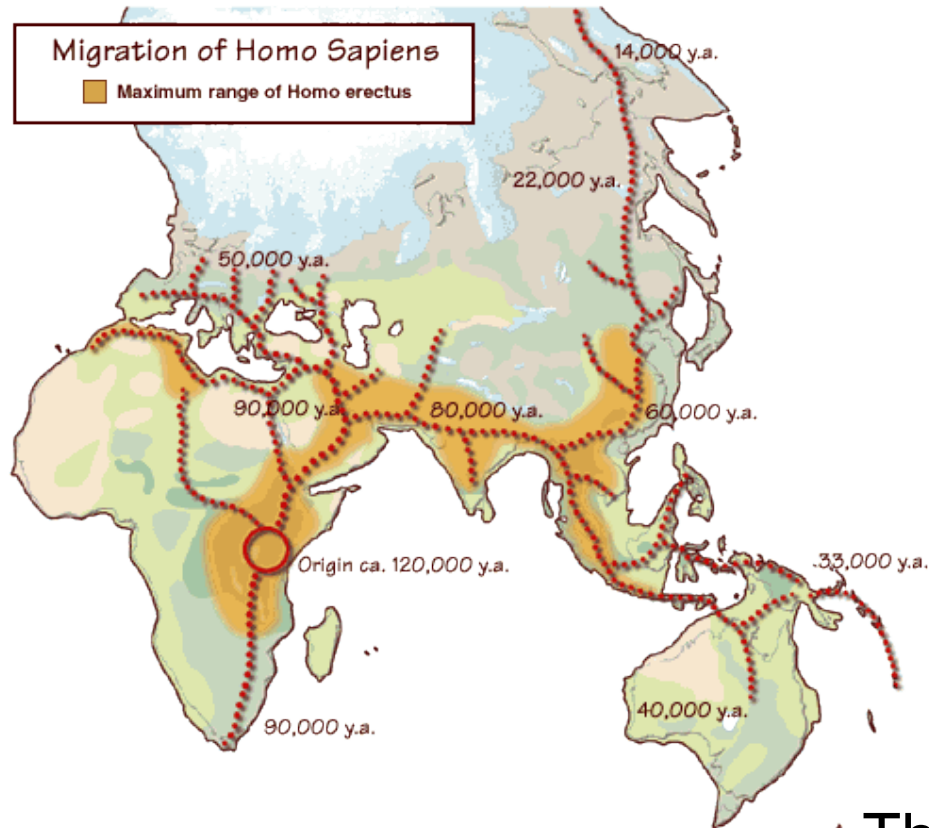 Migration of Homo Sapiens
Maximum range of Homo erectus
14,000 y.a.
22,000 y.a.
50,000 y.a.
90,000 y.a.
80,000 y.a.
60,000 y.a.
Origin ca. 120,000 y.a.
33,000 y.a.
40,000 y.a.
90,000 y.a.
Th